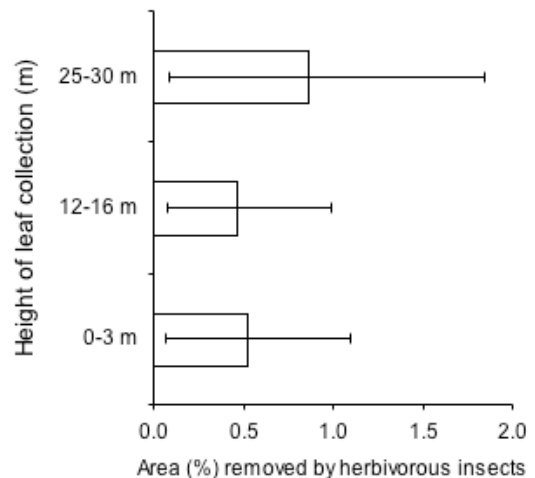 Height of leaf collection (m)
25-30 m
12-16 m
0-3 m
0.0 0.5 1.0 1.5 2.0
Area (%) removed by herbivorous insects